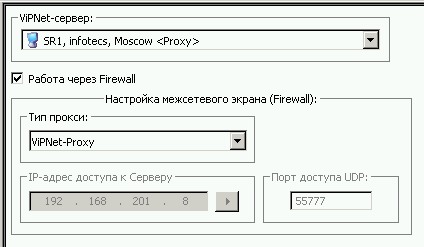 ViPNet-сервер:
SR1, infotecs, Moscow <Proxy>
Работа через Firewall
Настройка межсетевого экрана (Firewall):
Тип прокси:
ViPNet-Proxy
IP-адрес доступа к Серверу
192 . 168 . 201 . 8
Порт доступа UDP:
55777